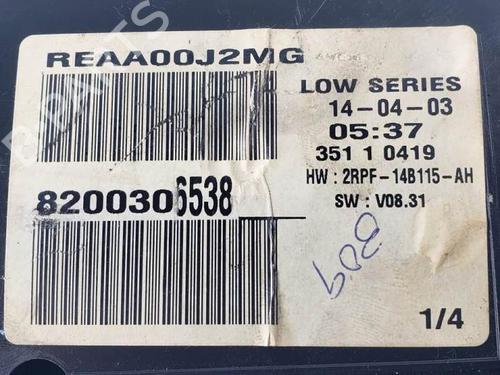 REAA00J2MG
LOW SERIES
14-04-03
05:37
351 1 0419
HW : 2RPF-14B115-AH
SW : V08.31
8200306538
309
1/4